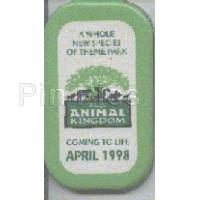 A WHOLE
NEW SPECIES
OF THEME PARK
ANIMAL
KINGDOM
COMING TO LIFE
APRIL 1998